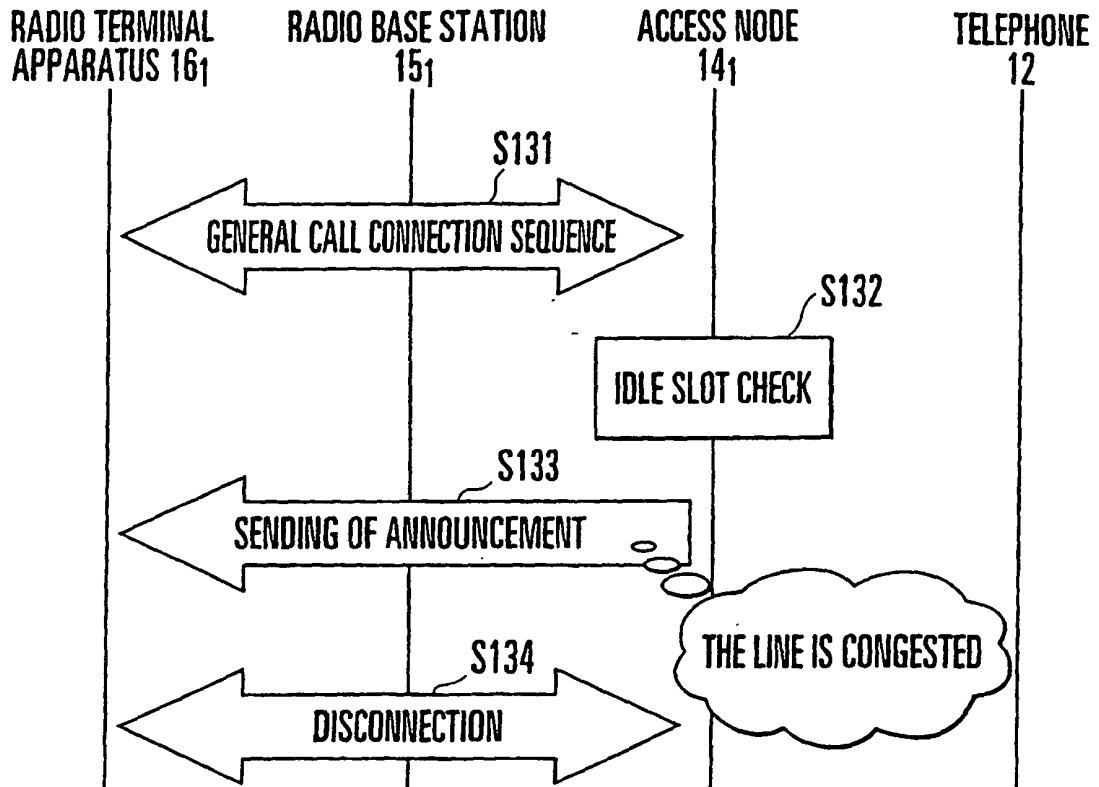 RADIO TERMINAL
APPARATUS 16₁
RADIO BASE STATION
15₁
ACCESS NODE
14₁
TELEPHONE
12
S131
GENERAL CALL CONNECTION SEQUENCE
S132
IDLE SLOT CHECK
S133
SENDING OF ANNOUNCEMENT
THE LINE IS CONGESTED
S134
DISCONNECTION